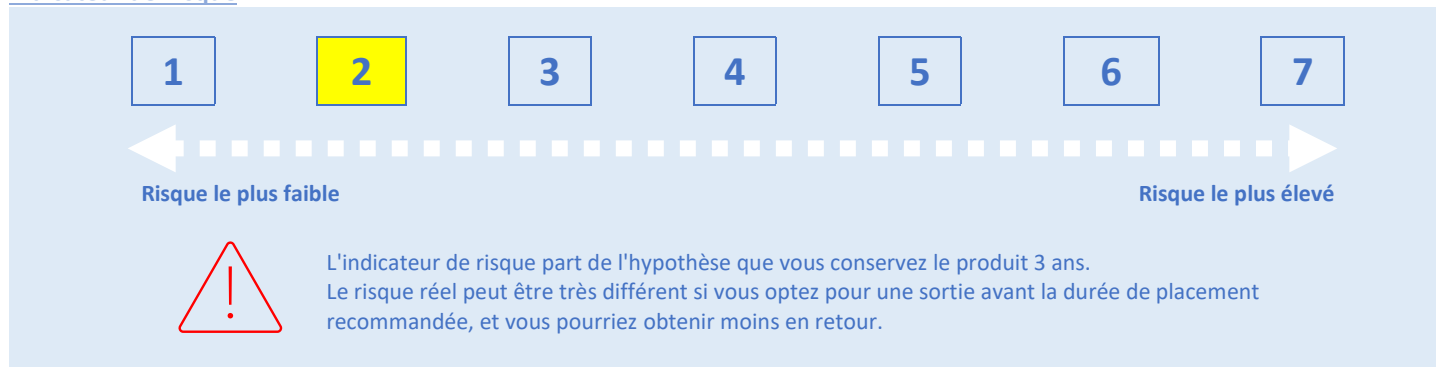 1 2 3 4 5 6 7
Risque le plus faible Risque le plus élevé
L'indicateur de risque part de l'hypothèse que vous conservez le produit 3 ans.
Le risque réel peut être très différent si vous optez pour une sortie avant la durée de placement
recommandée, et vous pourriez obtenir moins en retour.